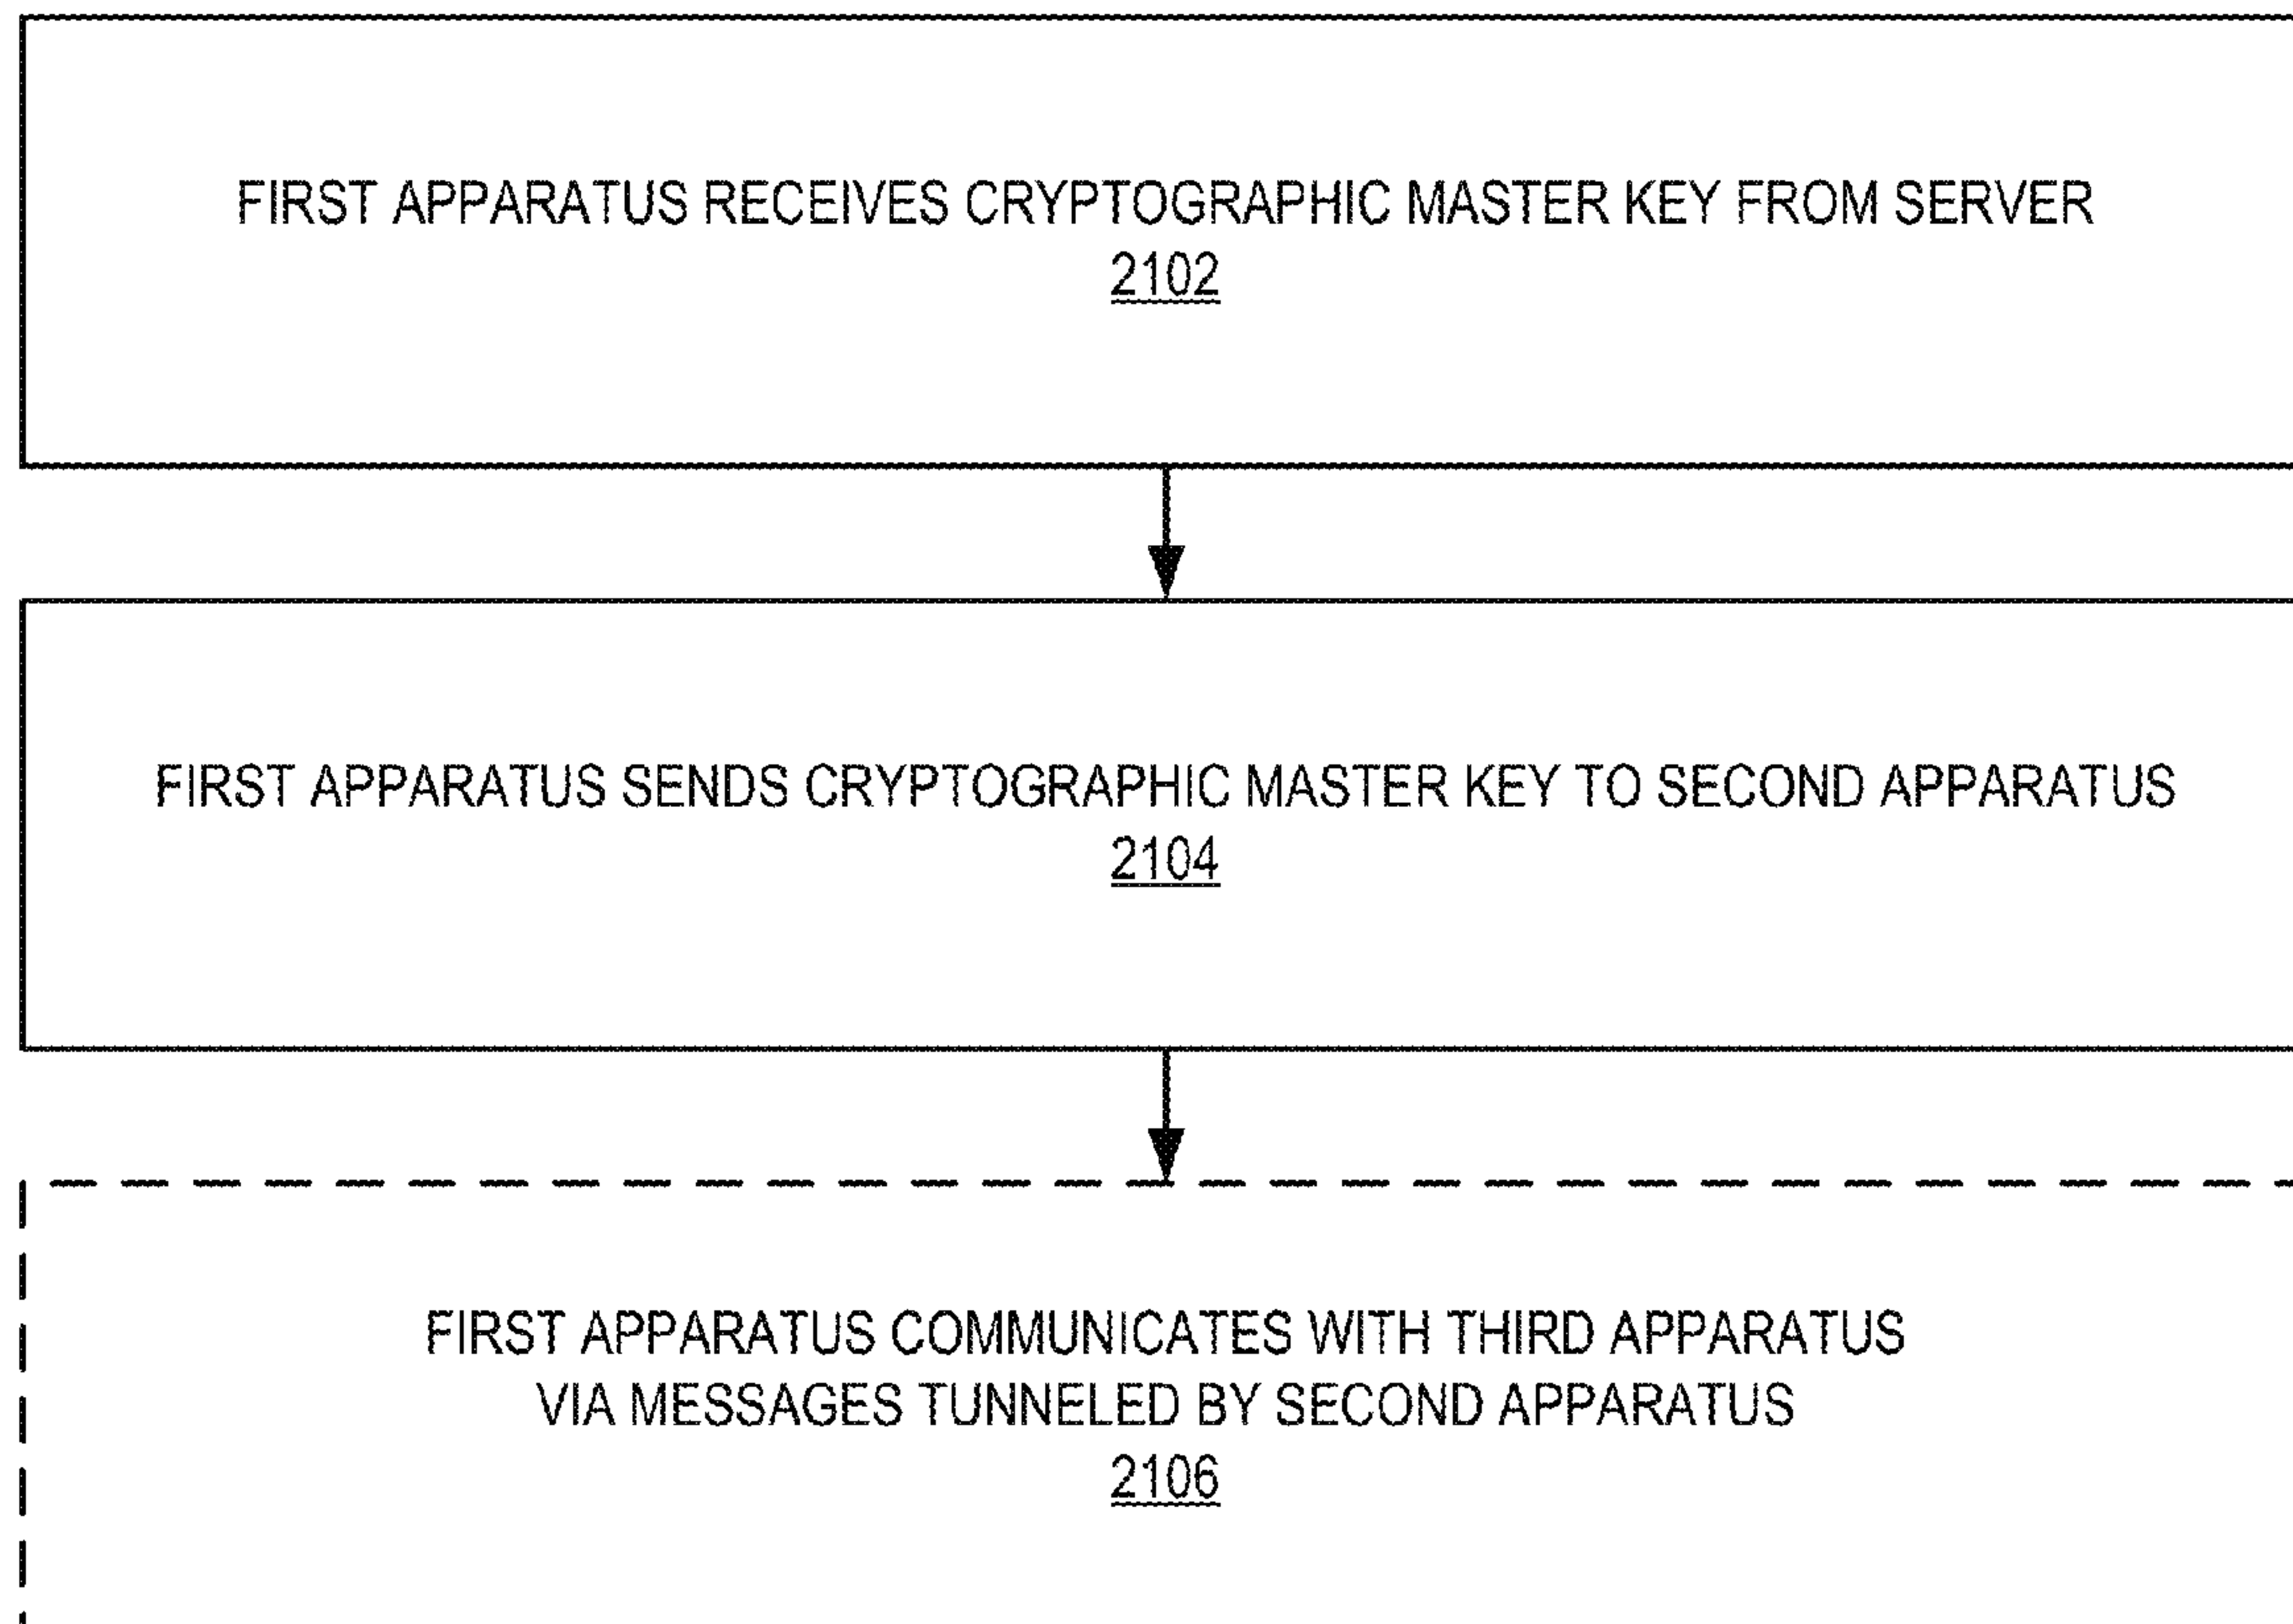 FIRST APPARATUS RECEIVES CRYPTOGRAPHIC MASTER KEY FROM SERVER
2102
FIRST APPARATUS SENDS CRYPTOGRAPHIC MASTER KEY TO SECOND APPARATUS
2104
FIRST APPARATUS COMMUNICATES WITH THIRD APPARATUS
VIA MESSAGES TUNNELED BY SECOND APPARATUS
2106